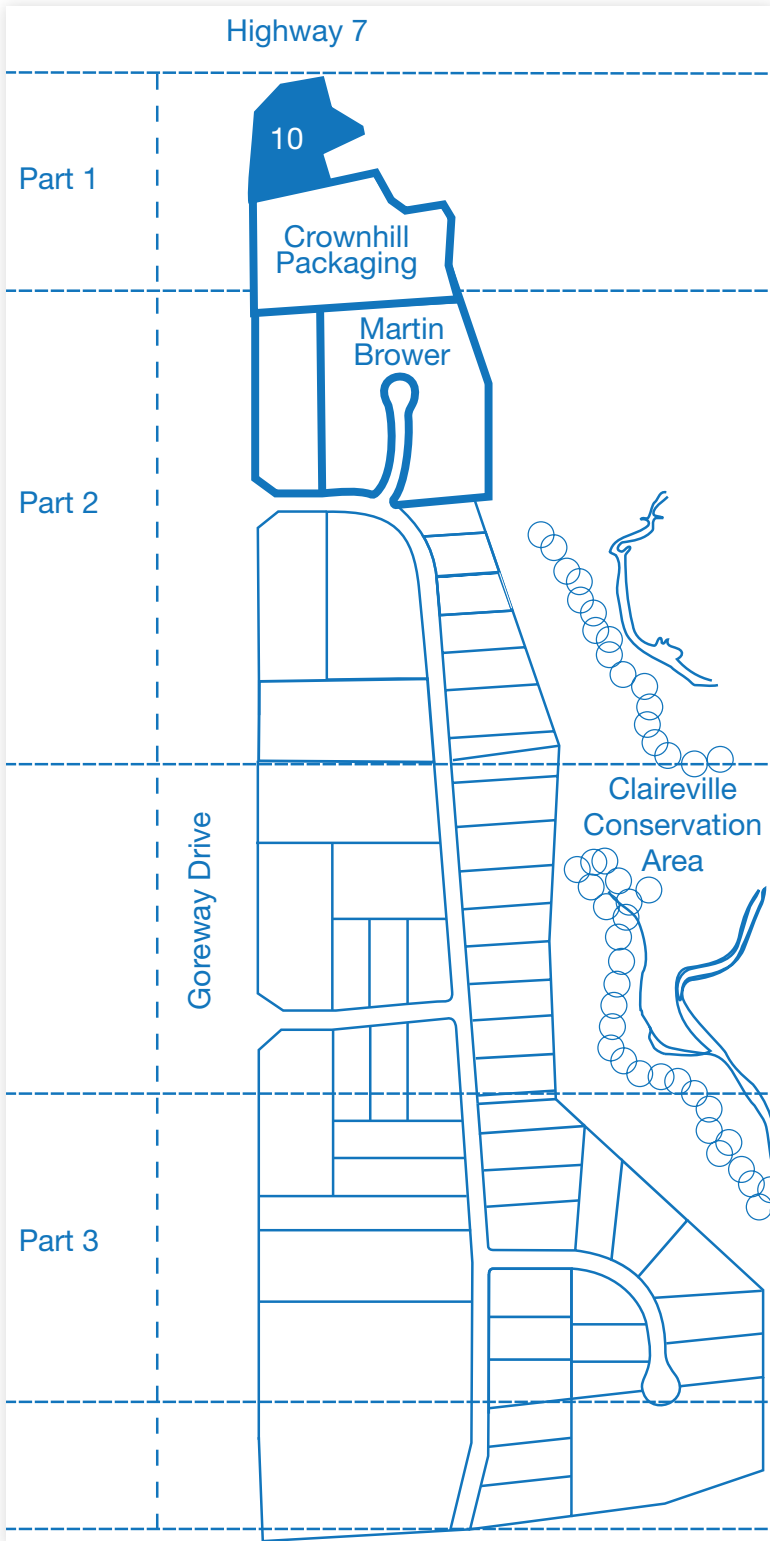 Highway 7
10
Part 1
Crownhill
Packaging
Martin
Brower
Part 2
Claireville
Conservation
Area
Goreway Drive
Part 3